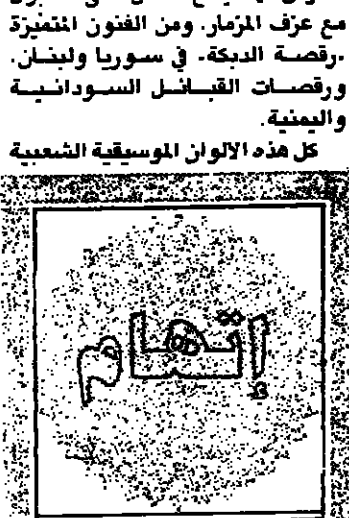 مع عزف المزمار. ومن الفنون المتميزة
.رقصة الدبكة. في سوريا ولبنان.
ورقصات القبائل السودانية
واليمنية.
كل هذه الالوان الموسيقية الشعبية
اتهام